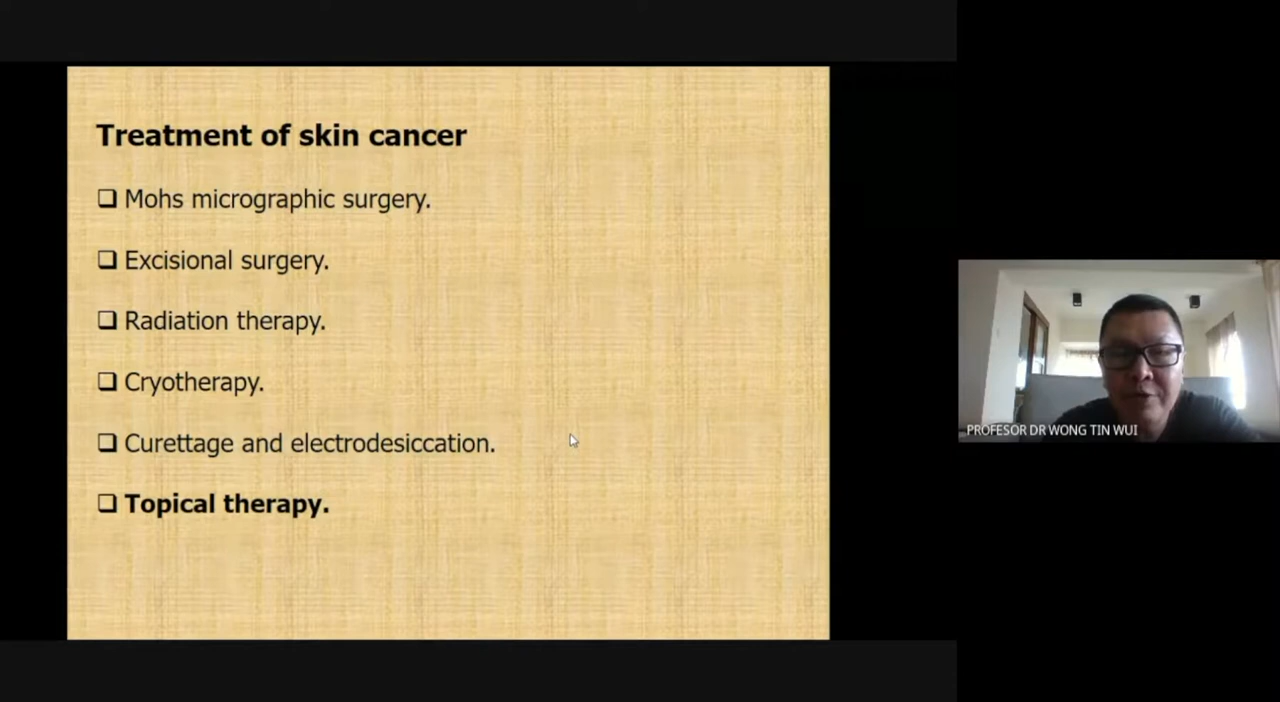 Treatment of skin cancer
❑ Mohs micrographic surgery.
❑ Excisional surgery.
❑ Radiation therapy.
❑ Cryotherapy.
❑ Curettage and electrodesiccation.
❑ Topical therapy.
PROFESOR DR WONG TIN WUI